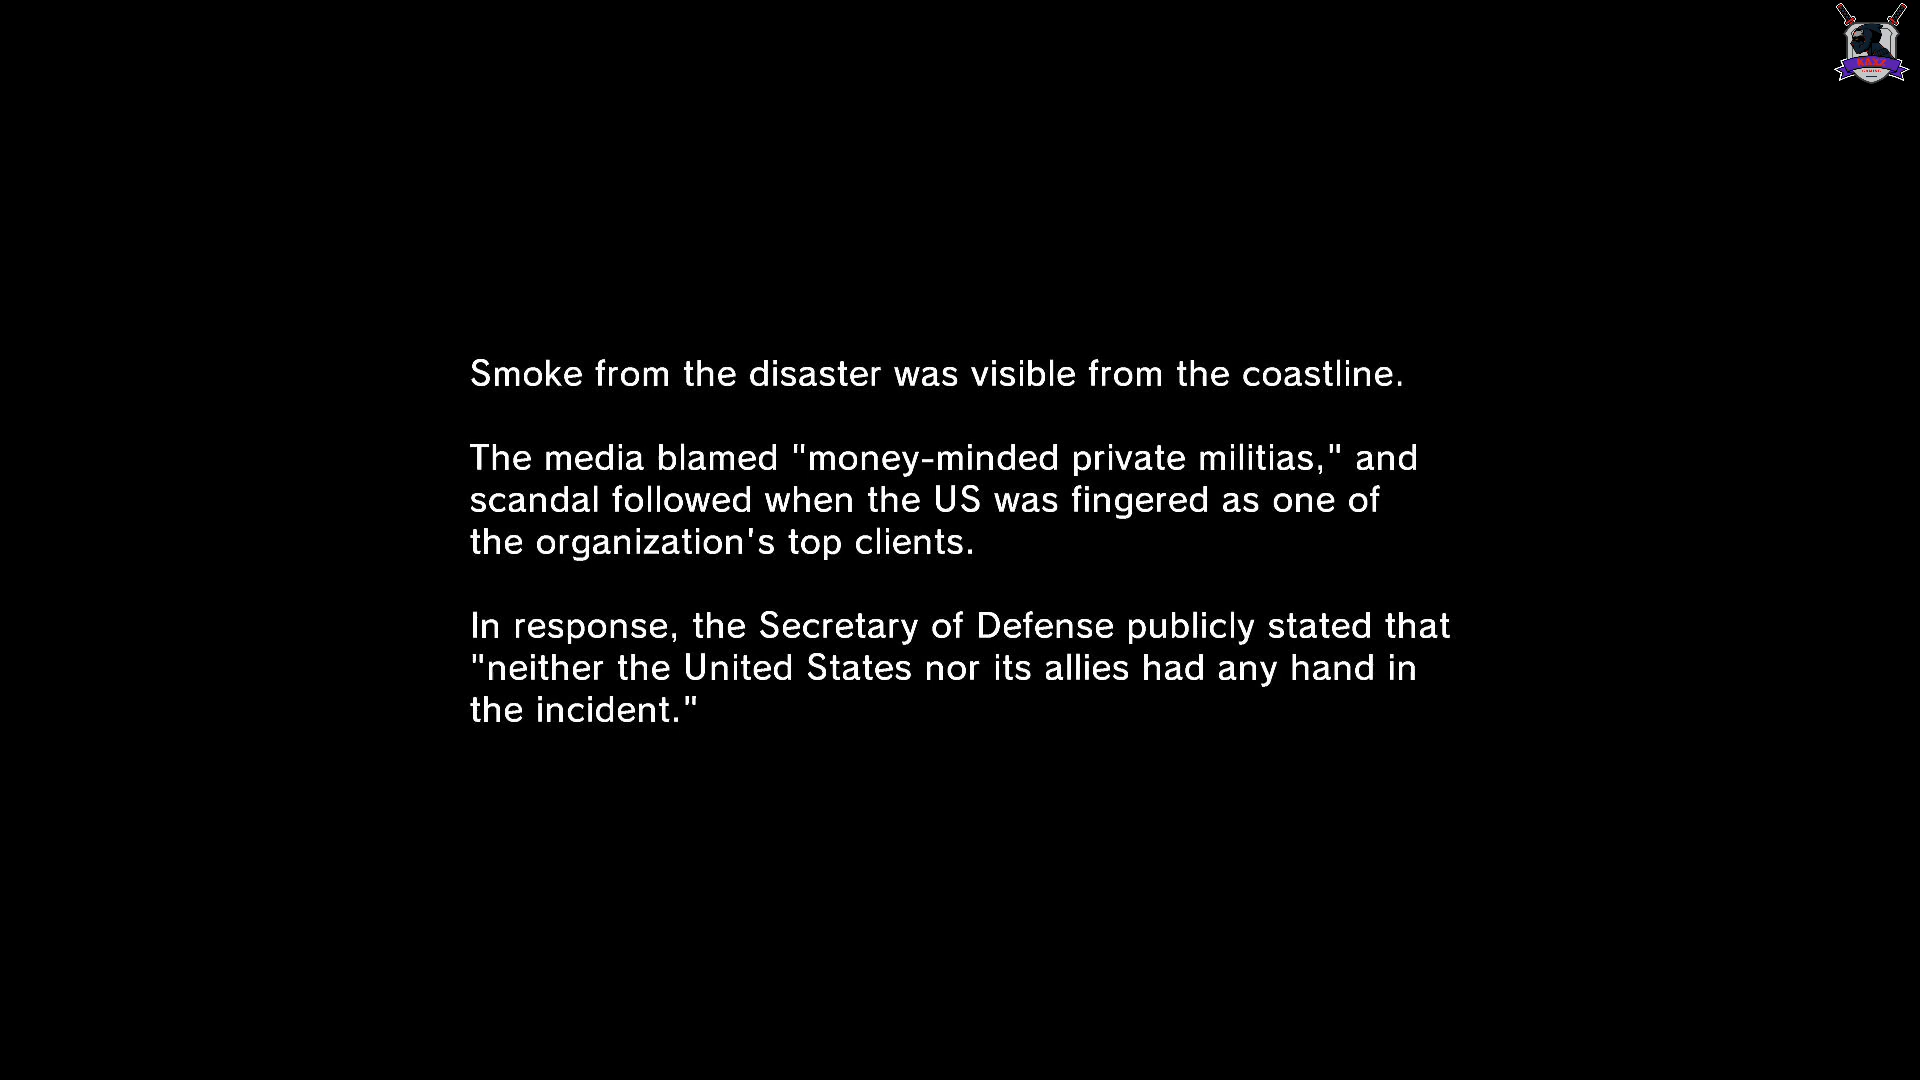 Smoke from the disaster was visible from the coastline.
The media blamed "money-minded private militias," and
scandal followed when the US was fingered as one of
the organization's top clients.
In response, the Secretary of Defense publicly stated that
"neither the United States nor its allies had any hand in
the incident."